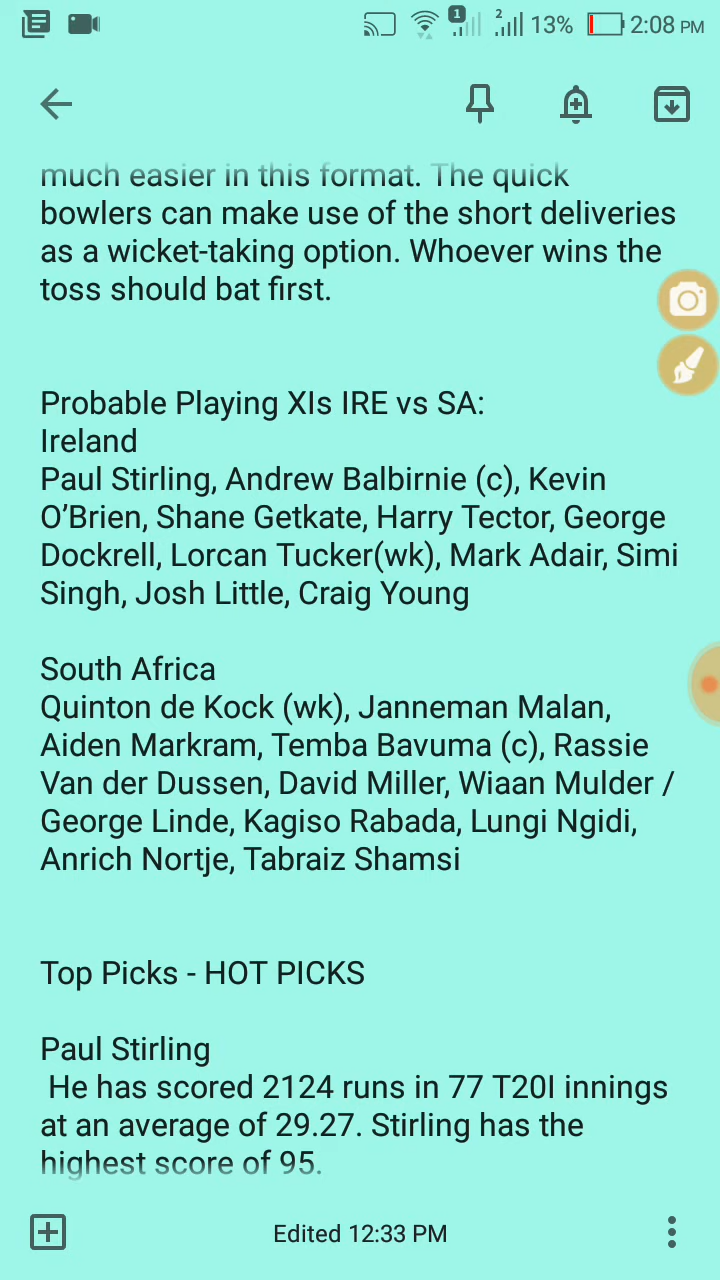 1 2 13% 2:08 PM
much easier in this format. The quick
bowlers can make use of the short deliveries
as a wicket-taking option. Whoever wins the
toss should bat first.
Probable Playing XIs IRE vs SA:
Ireland
Paul Stirling, Andrew Balbirnie (c), Kevin
O’Brien, Shane Getkate, Harry Tector, George
Dockrell, Lorcan Tucker(wk), Mark Adair, Simi
Singh, Josh Little, Craig Young
South Africa
Quinton de Kock (wk), Janneman Malan,
Aiden Markram, Temba Bavuma (c), Rassie
Van der Dussen, David Miller, Wiaan Mulder /
George Linde, Kagiso Rabada, Lungi Ngidi,
Anrich Nortje, Tabraiz Shamsi
Top Picks - HOT PICKS
Paul Stirling
He has scored 2124 runs in 77 T20I innings
at an average of 29.27. Stirling has the
highest score of 95.
Edited 12:33 PM